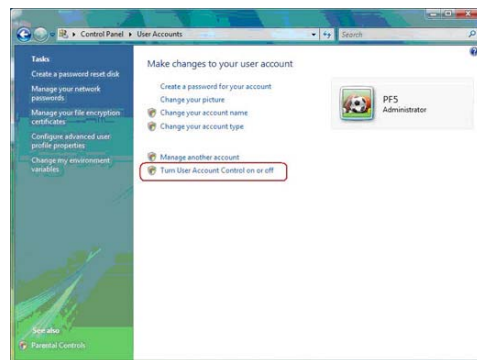 Control Panel ▸ User Accounts
Search
Tasks
Create a password reset disk
Manage your network
passwords
Manage your file encryption
certificates
Configure advanced user
profile properties
Change my environment
variables
See also
Parental Controls
Make changes to your user account
Create a password for your account
Change your picture
Change your account name
Change your account type
Manage another account
Turn User Account Control on or off
PF5
Administrator